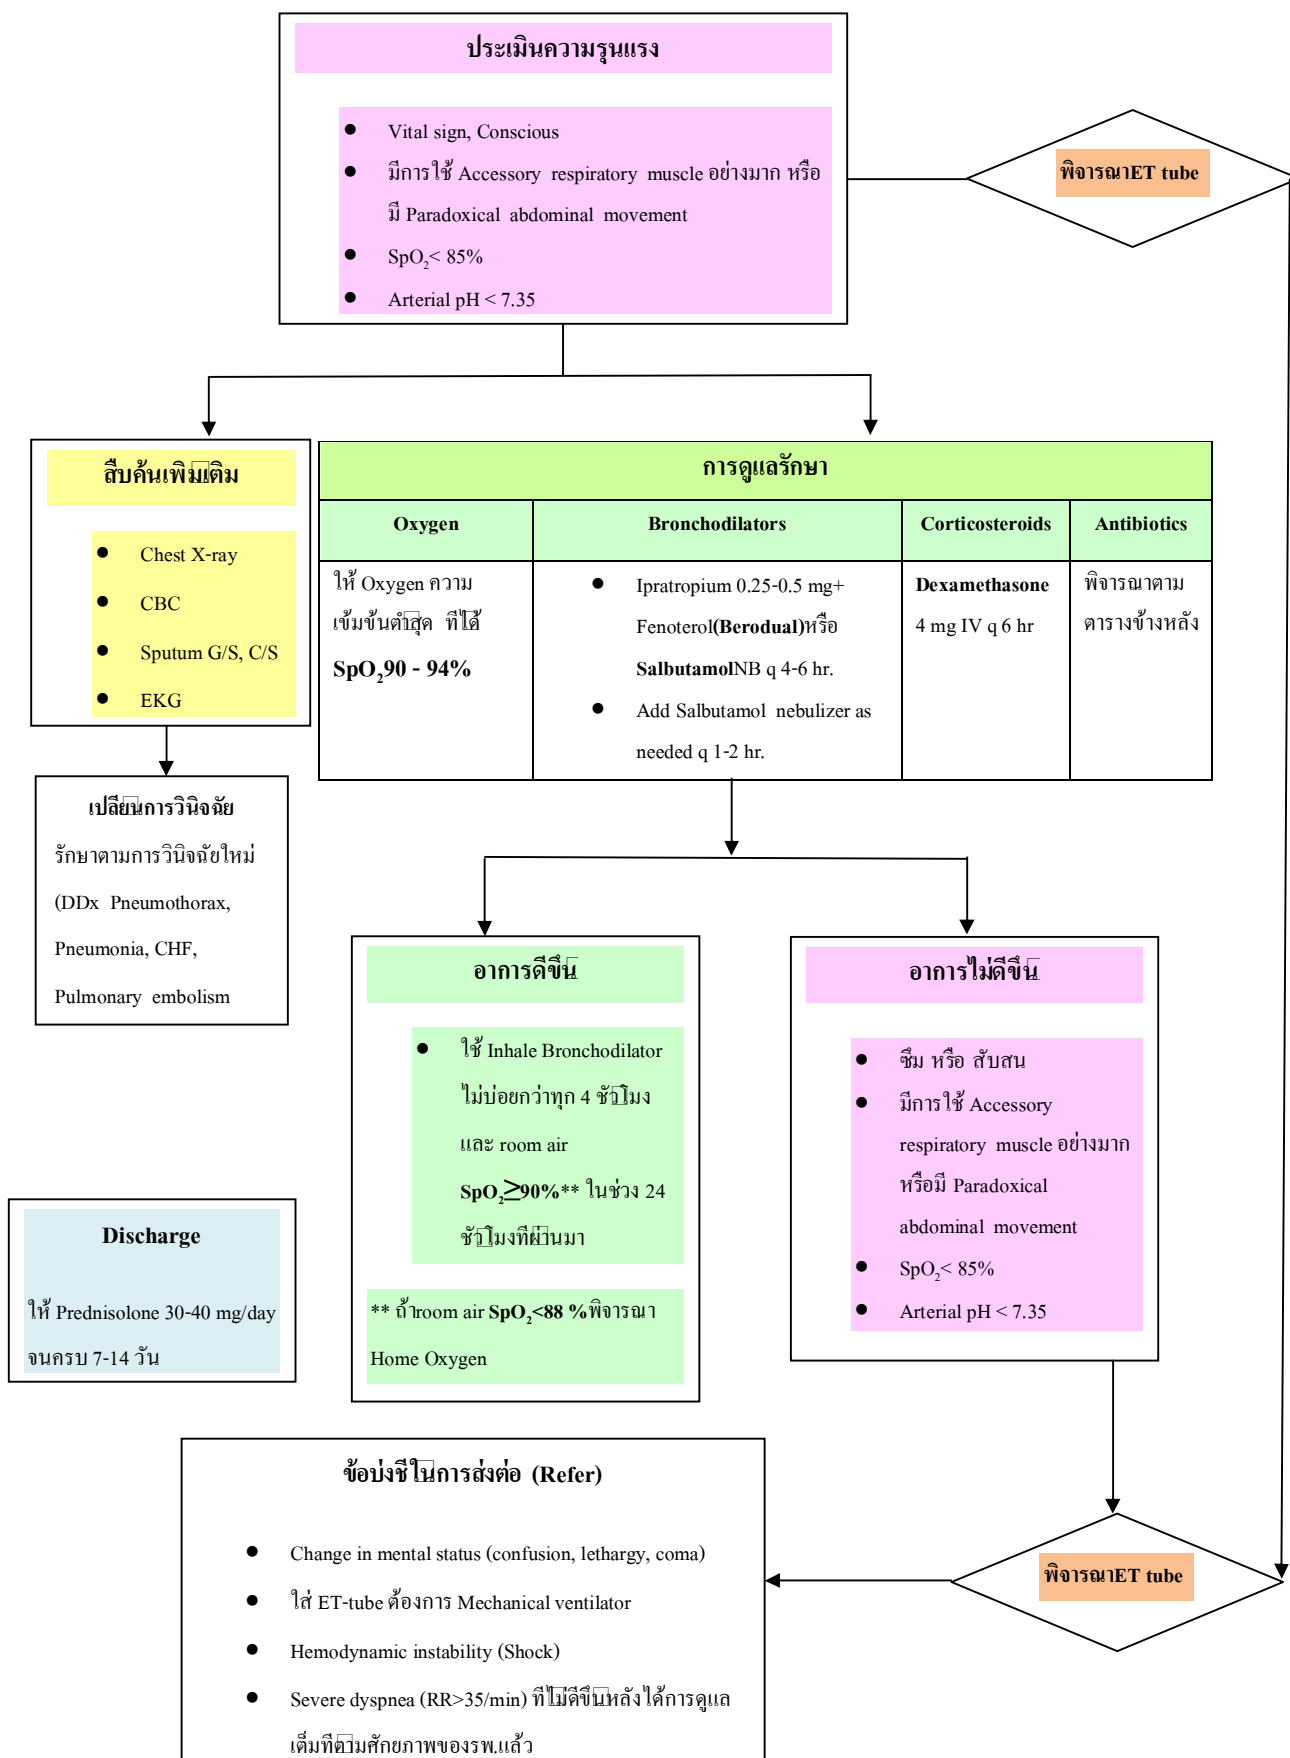 ประเมินความรุนแรง
● Vital sign, Conscious
● มีการใช้ Accessory respiratory muscle อย่างมาก หรือ
มี Paradoxical abdominal movement
● SpO₂< 85%
● Arterial pH < 7.35
พิจารณาET tube
สืบค้นเพิ่มเติม
● Chest X-ray
● CBC
● Sputum G/S, C/S
● EKG
การดูแลรักษา
Oxygen
Bronchodilators
Corticosteroids
Antibiotics
ให้ Oxygen ความ
เข้มข้นต่ำสุด ที่ได้
SpO₂90 - 94%
● Ipratropium 0.25-0.5 mg+
Fenoterol(Berodual)หรือ
SalbutamolNB q 4-6 hr.
● Add Salbutamol nebulizer as
needed q 1-2 hr.
Dexamethasone
4 mg IV q 6 hr
พิจารณาตาม
ตารางข้างหลัง
เปลี่ยนการวินิจฉัย
รักษาตามการวินิจฉัยใหม่
(DDx Pneumothorax,
Pneumonia, CHF,
Pulmonary embolism
อาการดีขึ้น
● ใช้ Inhale Bronchodilator
ไม่บ่อยกว่าทุก 4 ชั่วโมง
และ room air
SpO₂≥90%** ในช่วง 24
ชั่วโมงที่ผ่านมา
** ถ้าroom air SpO₂<88 %พิจารณา
Home Oxygen
อาการไม่ดีขึ้น
● ซึม หรือ สับสน
● มีการใช้ Accessory
respiratory muscle อย่างมาก
หรือมี Paradoxical
abdominal movement
● SpO₂< 85%
● Arterial pH < 7.35
Discharge
ให้ Prednisolone 30-40 mg/day
จนครบ 7-14 วัน
ข้อบ่งชี้ในการส่งต่อ (Refer)
● Change in mental status (confusion, lethargy, coma)
● ใส่ ET-tube ต้องการ Mechanical ventilator
● Hemodynamic instability (Shock)
● Severe dyspnea (RR>35/min) ที่ไม่ดีขึ้นหลังได้การดูแล
เต็มที่ตามศักยภาพของรพ.แล้ว
พิจารณาET tube